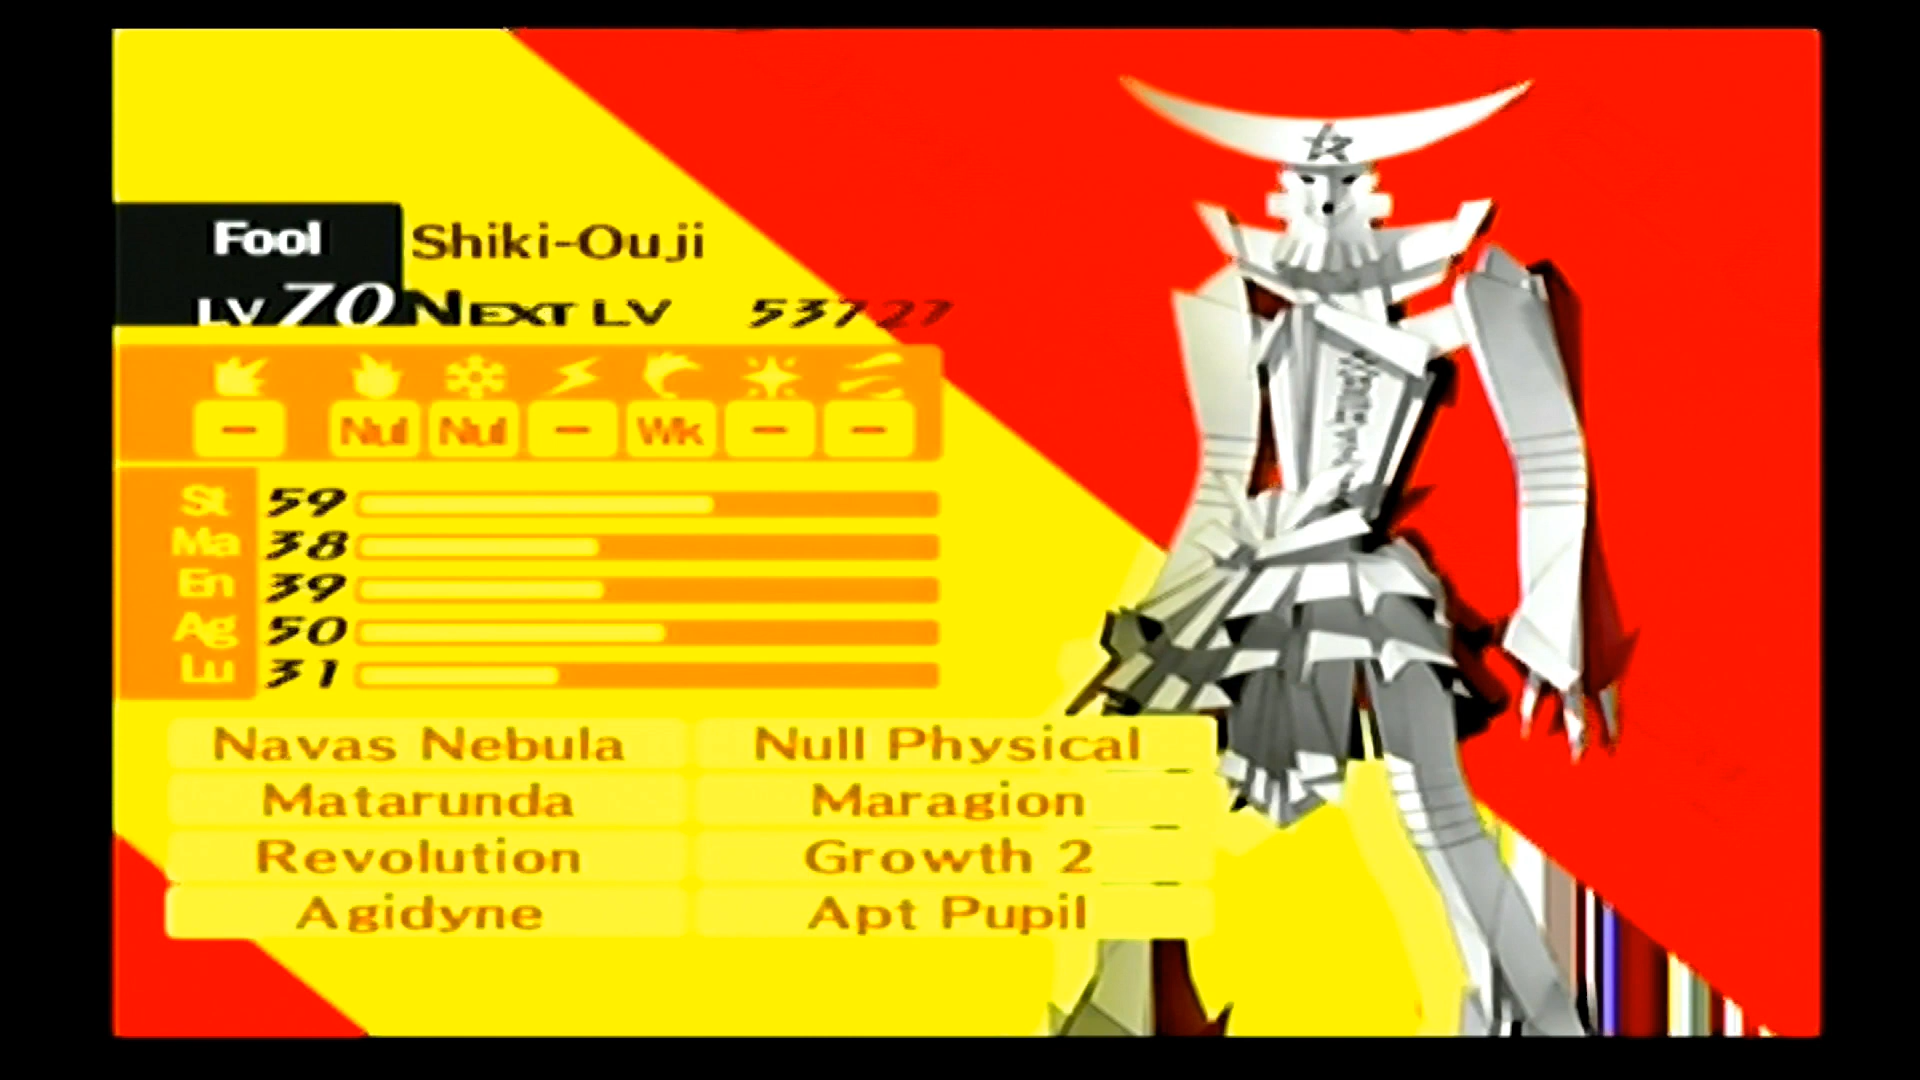 Fool Shiki-Ouji
LV 70 NEXT LV 53727
- Nul Nul - Wk - -
St 59
Ma 38
En 39
Ag 50
Lu 31
Navas Nebula Null Physical
Matarunda Maragion
Revolution Growth 2
Agidyne Apt Pupil